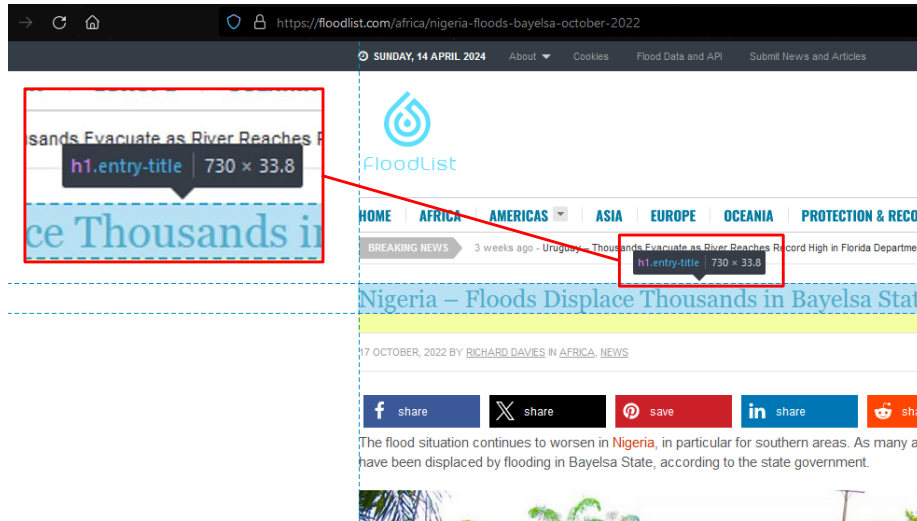 https://floodlist.com/africa/nigeria-floods-bayelsa-october-2022
SUNDAY, 14 APRIL 2024 About Cookies Flood Data and API Submit News and Articles
sands Evacuate as River Reaches
h1.entry-title 730 × 33.8
ce Thousands in
FloodList
HOME AFRICA AMERICAS ASIA EUROPE OCEANIA PROTECTION & RECO
BREAKING NEWS 3 weeks ago - Uruguay – Thousands Evacuate as River Reaches Record High in Florida Departme
h1.entry-title 730 × 33.8
Nigeria – Floods Displace Thousands in Bayelsa Stat
17 OCTOBER, 2022 BY RICHARD DAVIES IN AFRICA, NEWS
f share X share save in share sha
The flood situation continues to worsen in Nigeria, in particular for southern areas. As many a
have been displaced by flooding in Bayelsa State, according to the state government.